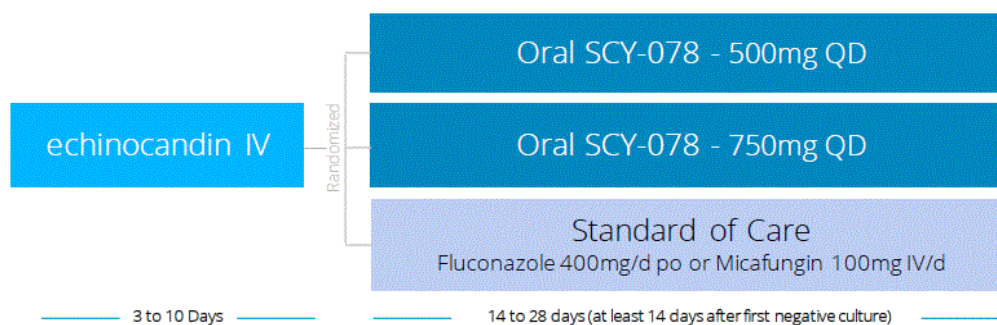 echinocandin IV
Randomized
Oral SCY-078 - 500mg QD
Oral SCY-078 - 750mg QD
Standard of Care
Fluconazole 400mg/d po or Micafungin 100mg IV/d
3 to 10 Days
14 to 28 days (at least 14 days after first negative culture)